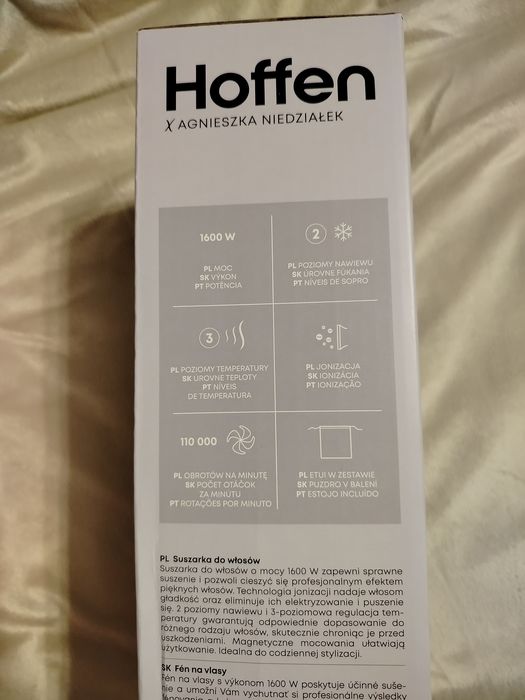 Hoffen
X AGNIESZKA NIEDZIAŁEK
1600 W
PL MOC
SK VÝKON
PT POTÊNCIA
2
PL POZIOMY NAWIEWU
SK ÚROVNE FÚKANIA
PT NÍVEIS DE SOPRO
3
PL POZIOMY TEMPERATURY
SK ÚROVNE TEPLOTY
PT NÍVEIS
DE TEMPERATURA
PL JONIZACJA
SK IONIZÁCIA
PT IONIZAÇÃO
110 000
PL OBROTÓW NA MINUTĘ
SK POČET OTÁČOK
ZA MINÚTU
PT ROTAÇÕES POR MINUTO
PL ETUI W ZESTAWIE
SK PUZDRO V BALENÍ
PT ESTOJO INCLUÍDO
PL Suszarka do włosów
Suszarka do włosów o mocy 1600 W zapewni sprawne
suszenie i pozwoli cieszyć się profesjonalnym efektem
pięknych włosów. Technologia jonizacji nadaje włosom
gładkość oraz eliminuje ich elektryzowanie i puszenie
się. 2 poziomy nawiewu i 3-poziomowa regulacja tem-
peratury gwarantują odpowiednie dopasowanie do
różnego rodzaju włosów, skutecznie chroniąc je przed
uszkodzeniami. Magnetyczne mocowania ułatwiają
użytkowanie. Idealna do codziennej stylizacji.
SK Fén na vlasy
Fén na vlasy s výkonom 1600 W poskytuje účinné suše-
nie a umožní Vám vychutnať si profesionálne výsledky